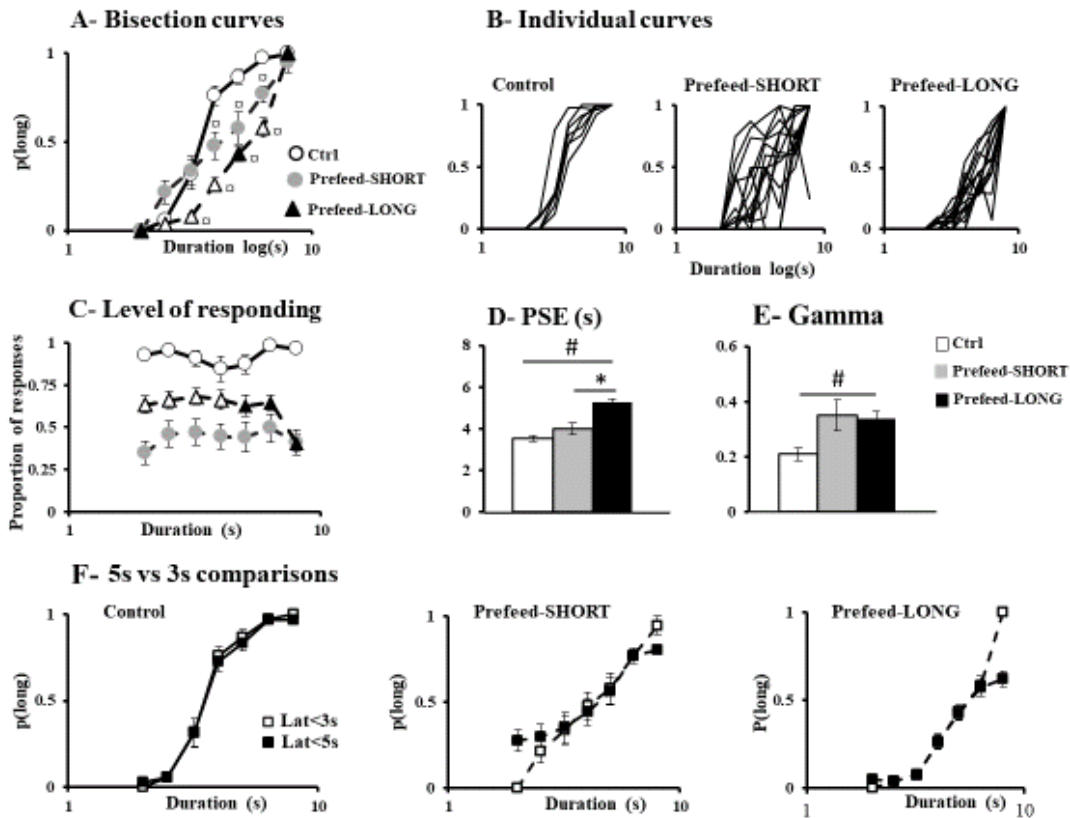 A- Bisection curves
B- Individual curves
1
0.5
0
p(long)
Ctrl
Prefeed-SHORT
Prefeed-LONG
1
Duration log(s)
10
Control
Prefeed-SHORT
Prefeed-LONG
1
0.5
0
1
10
1
0.5
0
1
10
1
0.5
0
1
10
Duration log(s)
C- Level of responding
1
0.75
0.5
0.25
0
Proportion of responses
1
Duration (s)
10
D- PSE (s)
8
6
4
2
0
#
*
E- Gamma
0.6
0.4
0.2
0
#
Ctrl
Prefeed-SHORT
Prefeed-LONG
F- 5s vs 3s comparisons
Control
1
0.5
0
p(long)
Lat<3s
Lat<5s
1
Duration (s)
10
Prefeed-SHORT
1
0.5
0
p(long)
1
Duration (s)
10
Prefeed-LONG
1
0.5
0
P(long)
1
Duration (s)
10